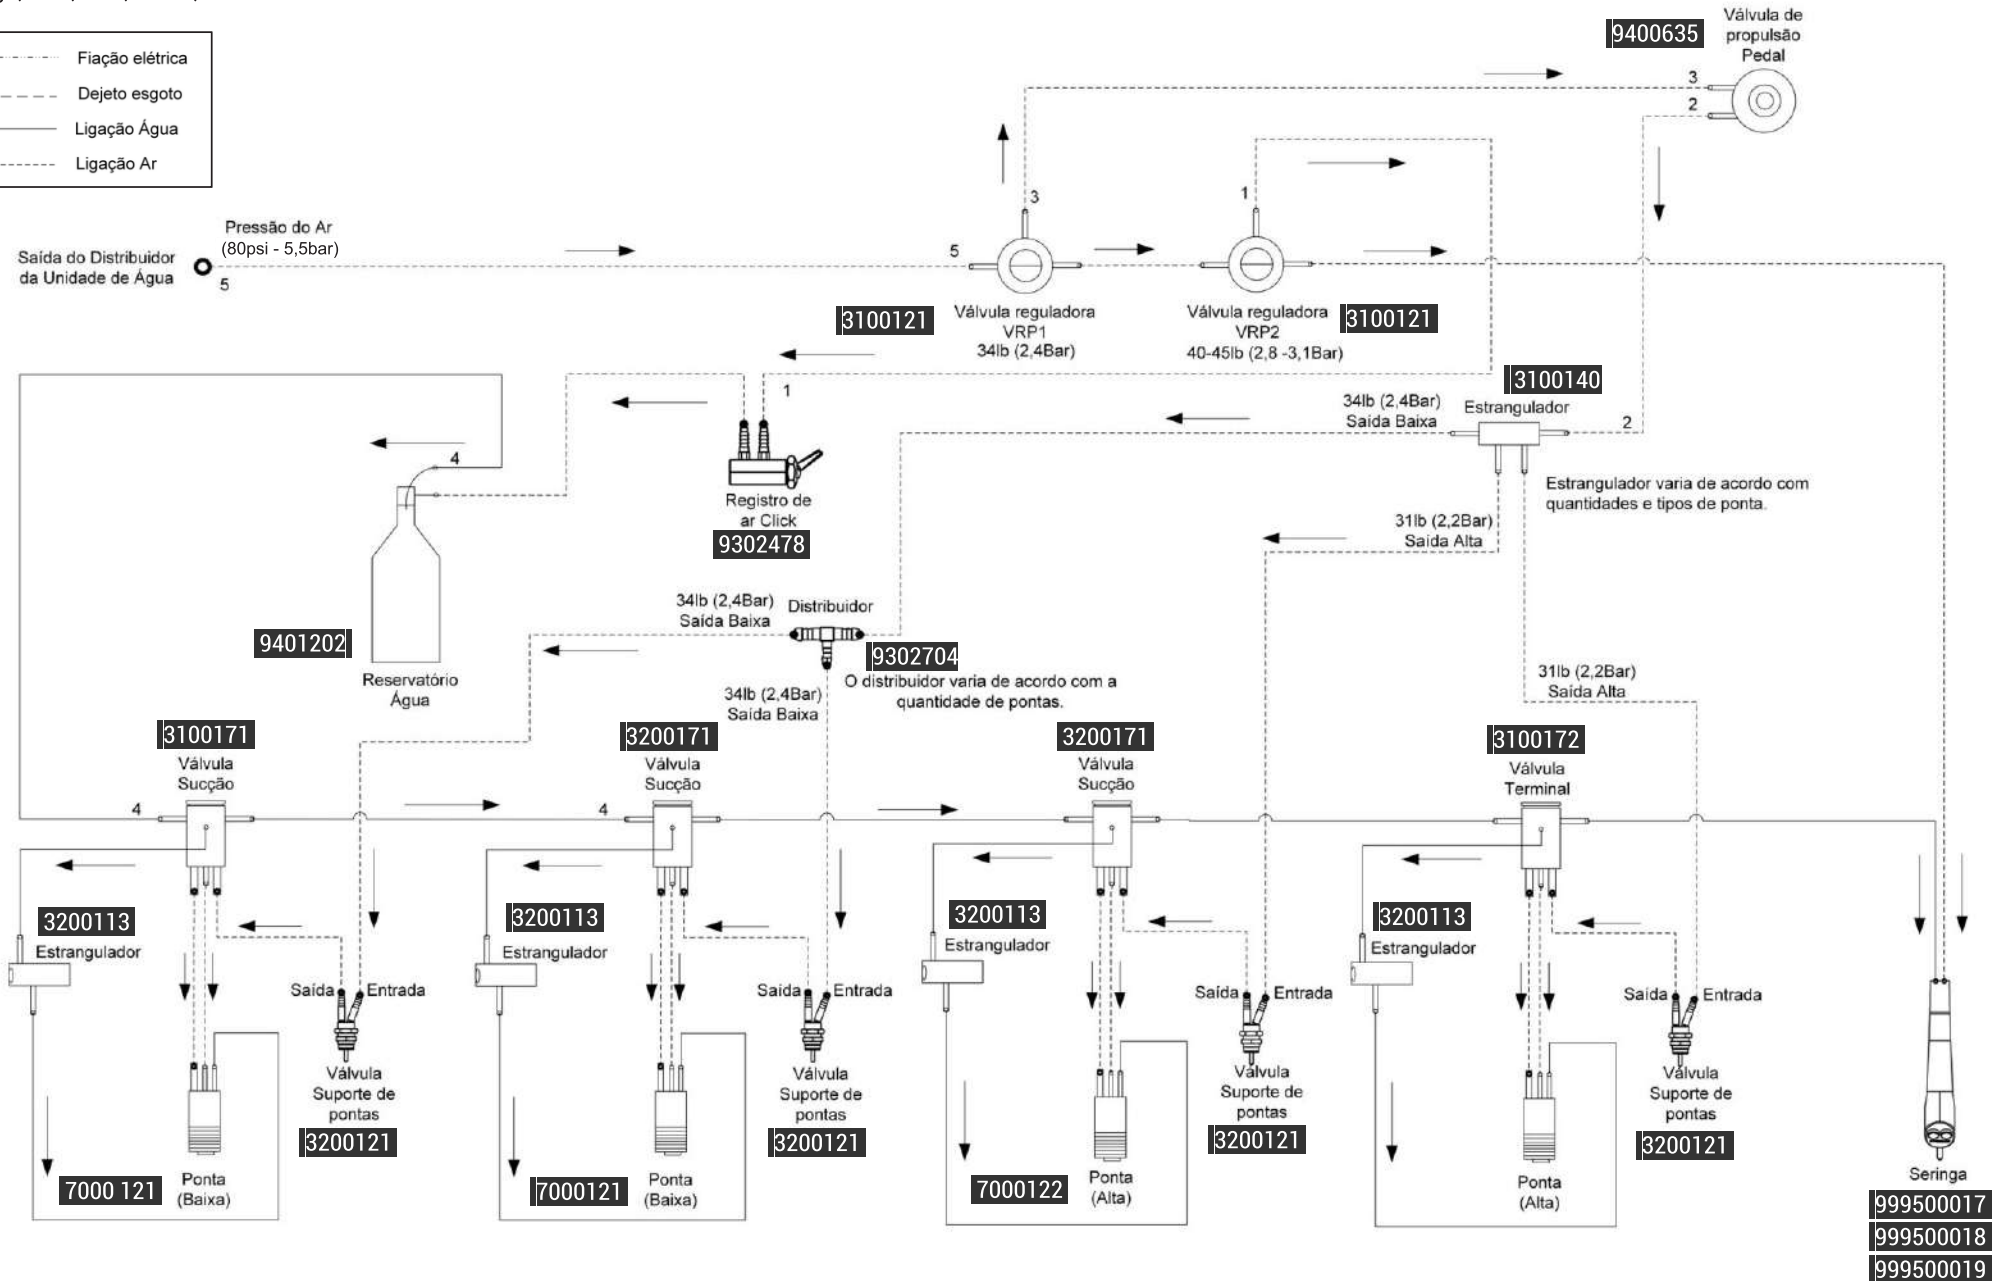 Fiação elétrica
Dejeto esgoto
Ligação Água
Ligação Ar
9400635
Válvula de
propulsão
Pedal
3
2
Pressão do Ar
(80psi - 5,5bar)
Saída do Distribuidor
da Unidade de Água
5
5
3
1
3100121
Válvula reguladora
VRP1
34lb (2,4Bar)
Válvula reguladora
VRP2
40-45lb (2,8 -3,1Bar)
3100121
1
4
Registro de
ar Click
9302478
3100140
34lb (2,4Bar)
Saída Baixa
Estrangulador
2
Estrangulador varia de acordo com
quantidades e tipos de ponta.
31lb (2,2Bar)
Saída Alta
31lb (2,2Bar)
Saída Alta
9401202
Reservatório
Água
34lb (2,4Bar)
Saída Baixa
Distribuidor
9302704
O distribuidor varia de acordo com a
quantidade de pontas.
34lb (2,4Bar)
Saída Baixa
3100171
Válvula
Sucção
4
3200171
Válvula
Sucção
4
3200171
Válvula
Sucção
3100172
Válvula
Terminal
3200113
Estrangulador
3200113
Estrangulador
3200113
Estrangulador
3200113
Estrangulador
Saída
Entrada
Válvula
Suporte de
pontas
3200121
Saída
Entrada
Válvula
Suporte de
pontas
3200121
Saída
Entrada
Válvula
Suporte de
pontas
3200121
Saída
Entrada
Válvula
Suporte de
pontas
3200121
7000 121
Ponta
(Baixa)
7000121
Ponta
(Baixa)
7000122
Ponta
(Alta)
Ponta
(Alta)
Seringa
999500017
999500018
999500019